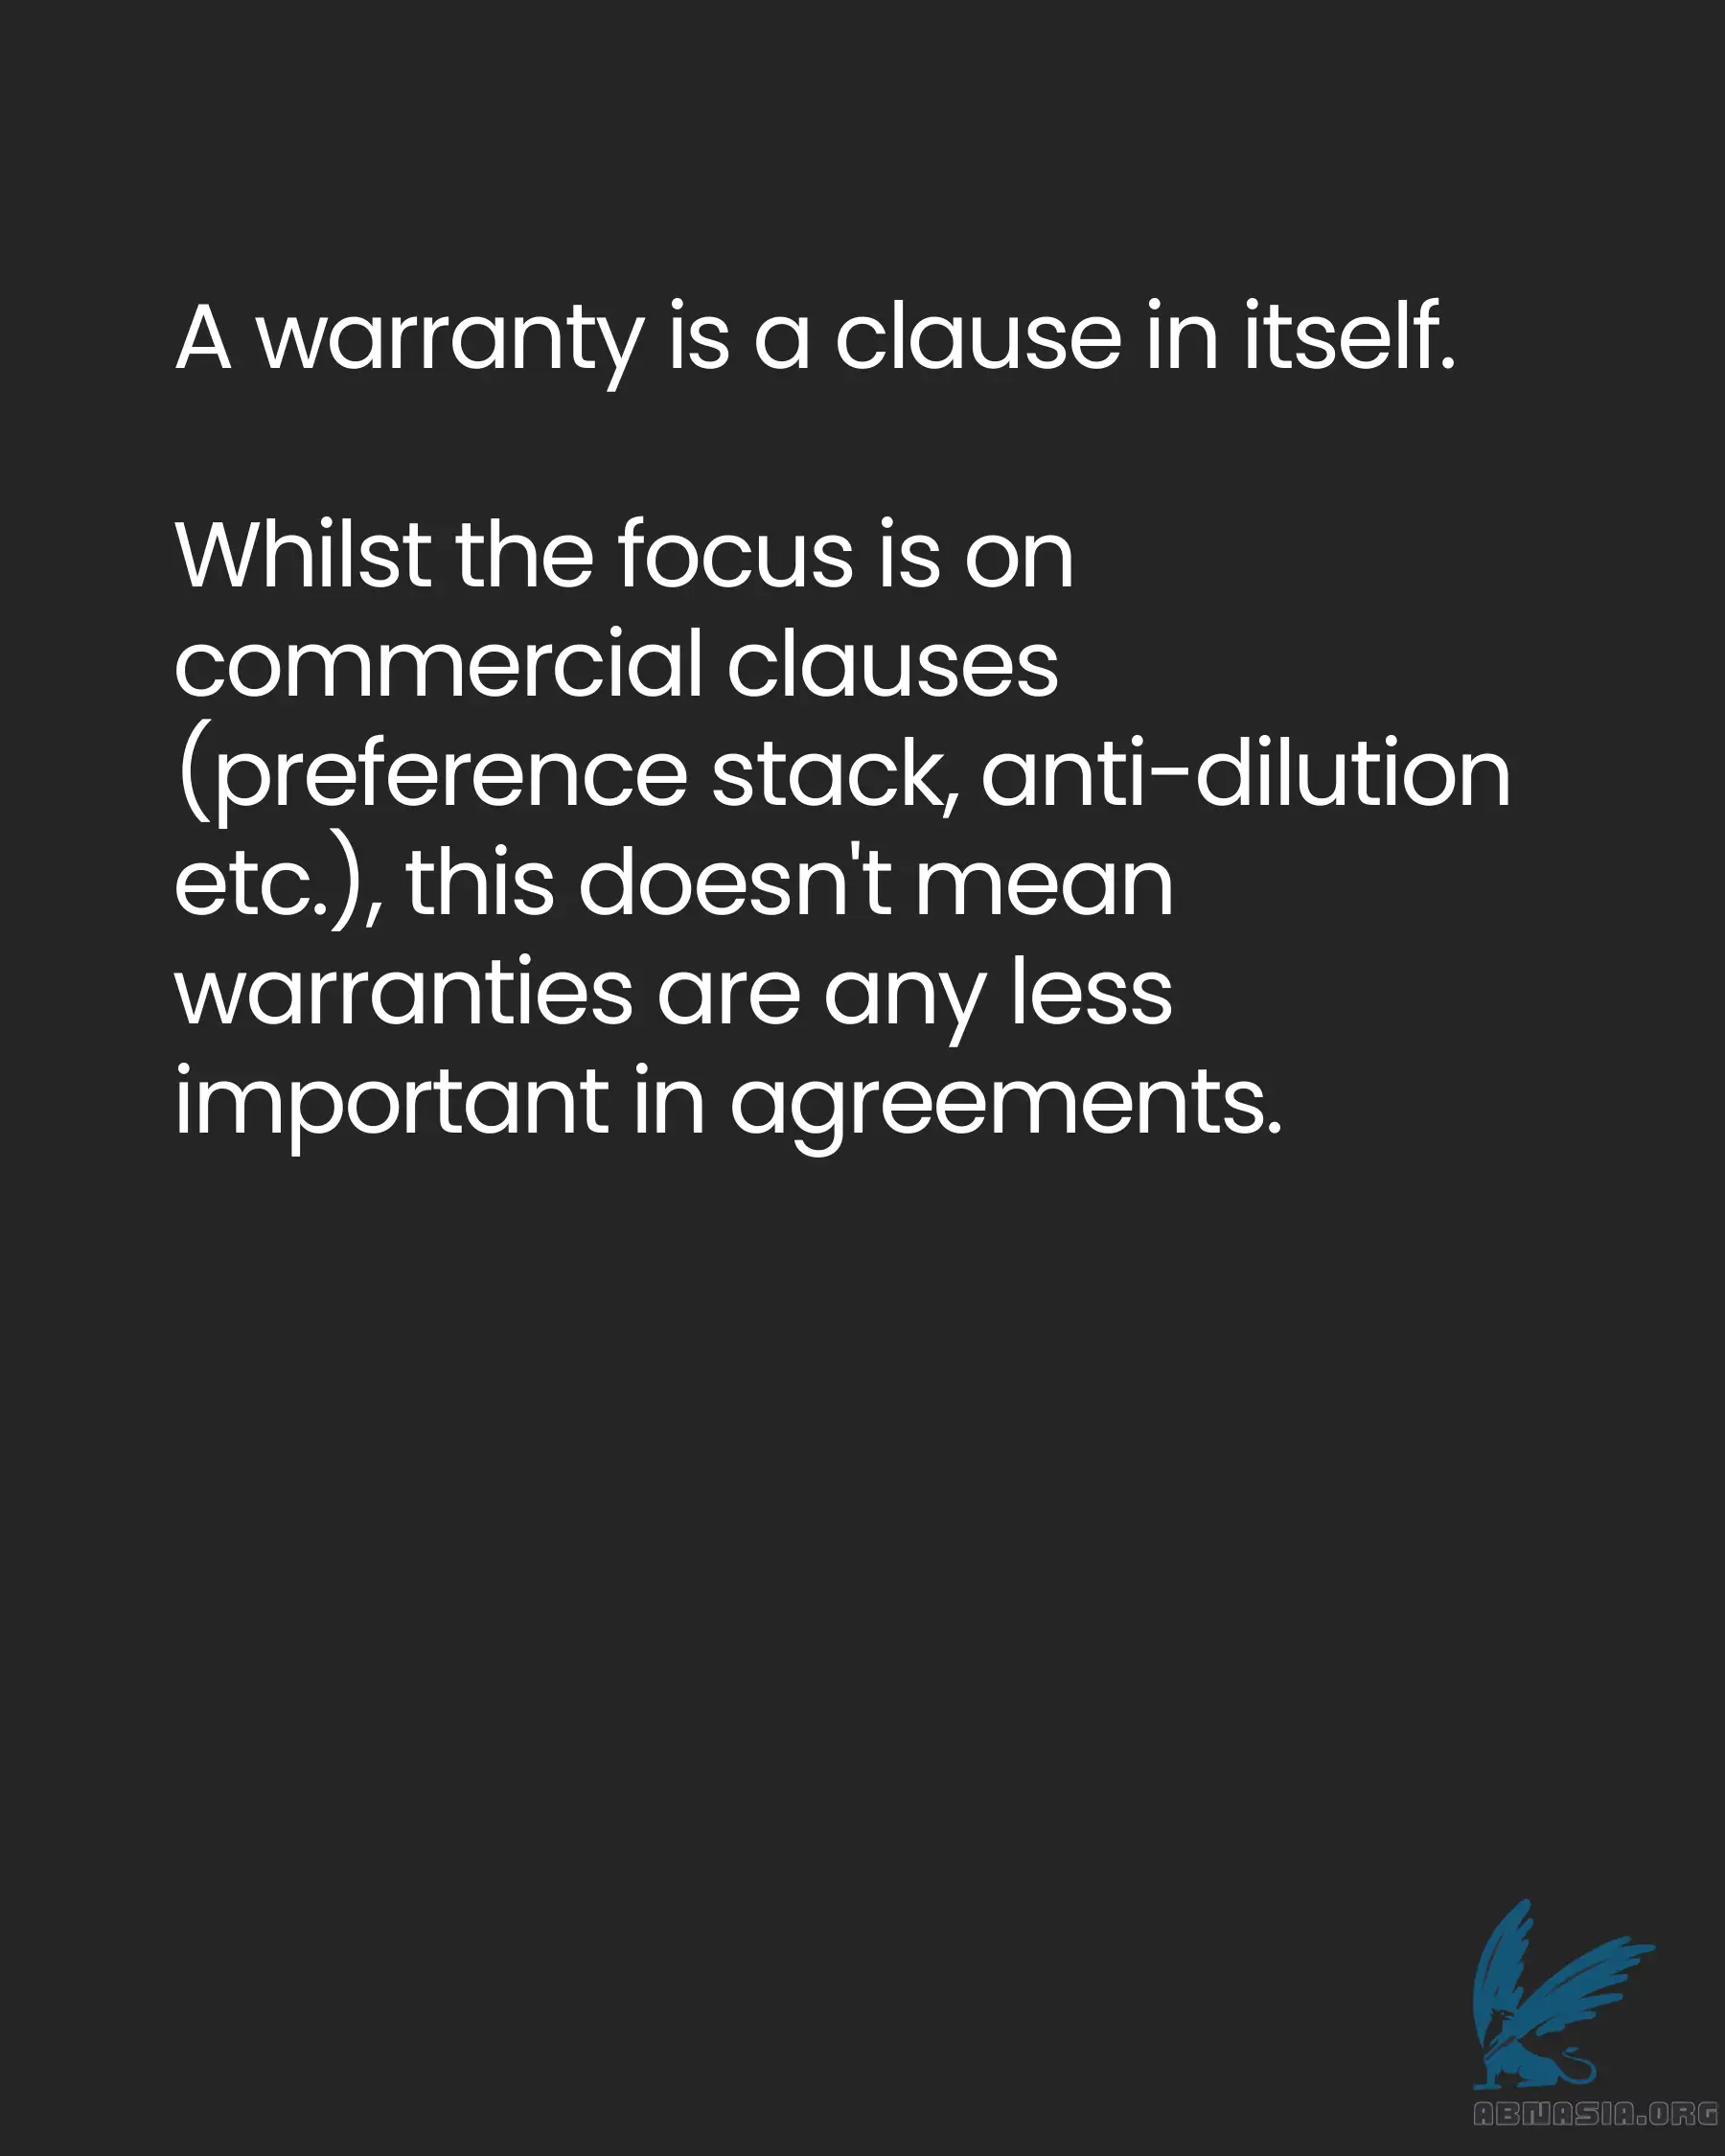 A warranty is a clause in itself.
Whilst the focus is on
commercial clauses
(preference stack, anti-dilution
etc.), this doesn't mean
warranties are any less
important in agreements.
ABNASIA.ORG